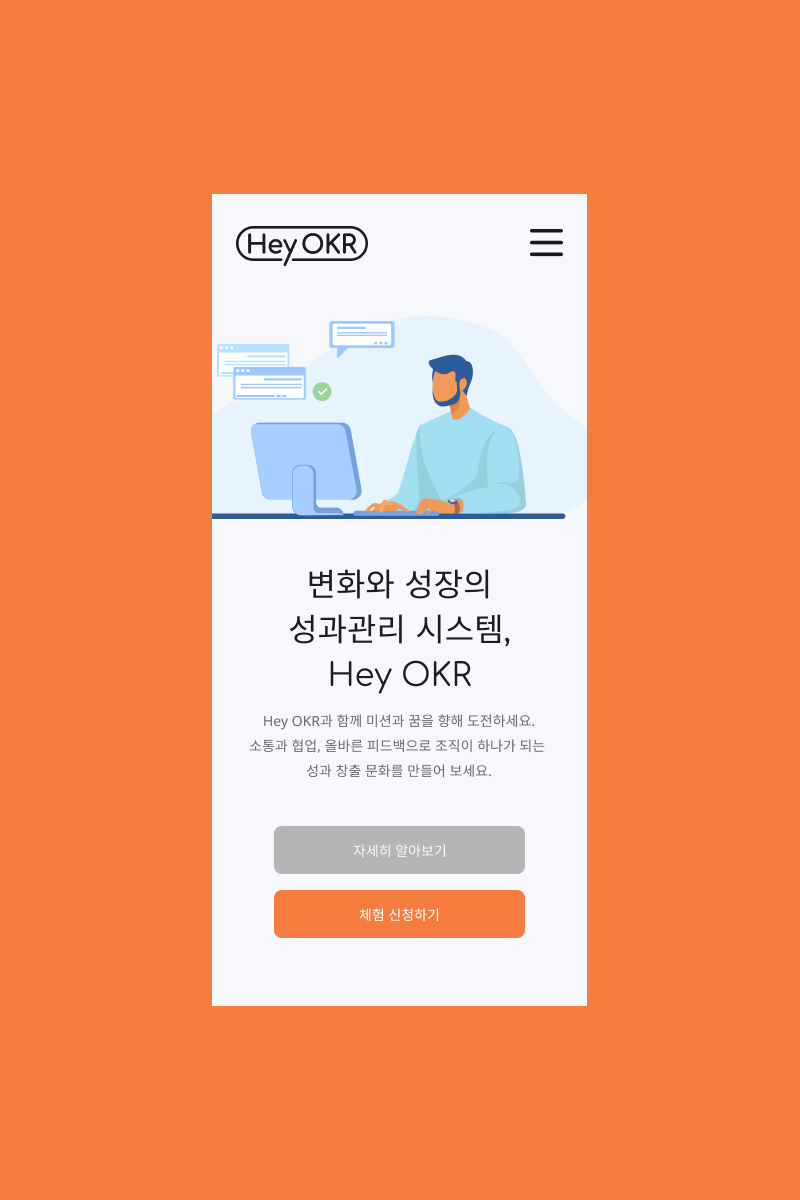 Hey OKR
변화와 성장의
성과관리 시스템,
Hey OKR
Hey OKR과 함께 미션과 꿈을 향해 도전하세요.
소통과 협업, 올바른 피드백으로 조직이 하나가 되는
성과 창출 문화를 만들어 보세요.
자세히 알아보기
체험 신청하기